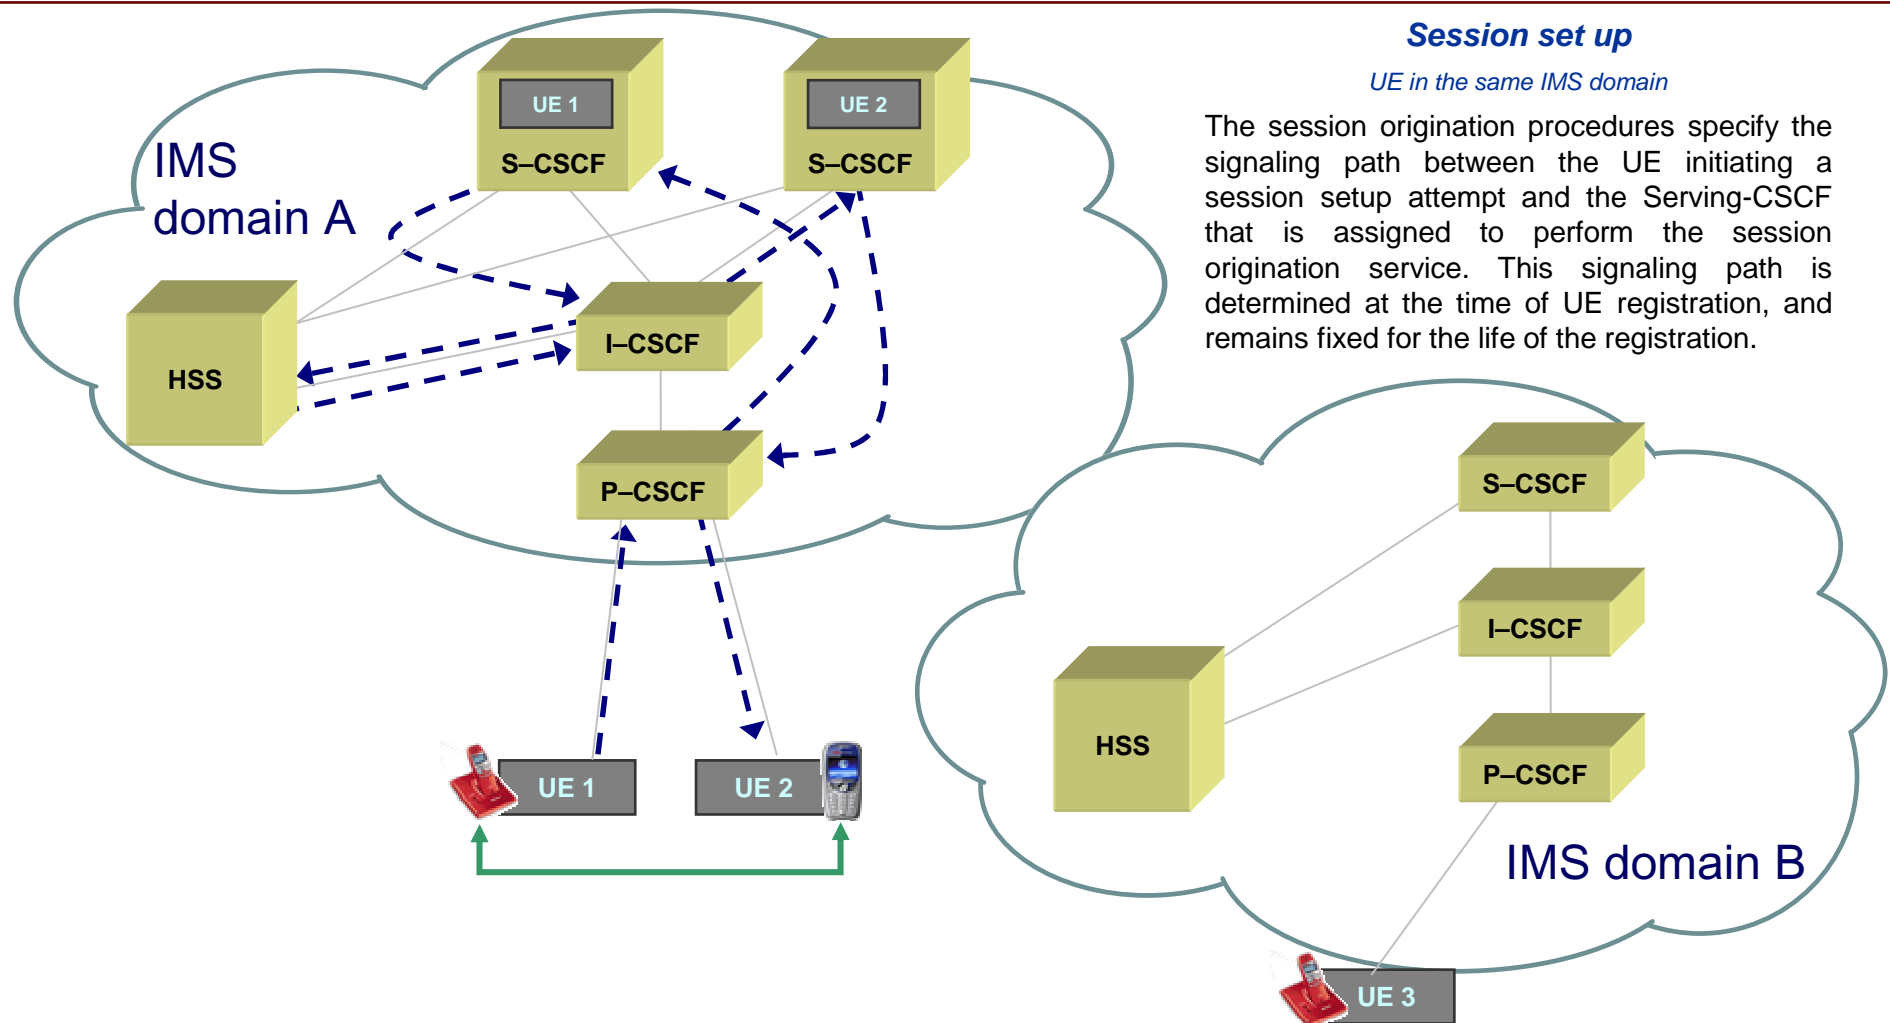 Session set up
UE in the same IMS domain
The session origination procedures specify the
signaling path between the UE initiating a
session setup attempt and the Serving-CSCF
that is assigned to perform the session
origination service. This signaling path is
determined at the time of UE registration, and
remains fixed for the life of the registration.
IMS
domain A
UE 1
S–CSCF
UE 2
S–CSCF
I–CSCF
HSS
P–CSCF
UE 1
UE 2
S–CSCF
I–CSCF
HSS
P–CSCF
IMS domain B
UE 3